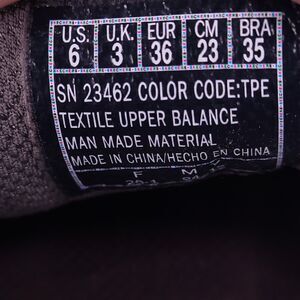 U.S. U.K. EUR CM BRA
6 3 36 23 35
SN 23462 COLOR CODE:TPE
TEXTILE UPPER BALANCE
MAN MADE MATERIAL
MADE IN CHINA/HECHO EN CHINA
F M